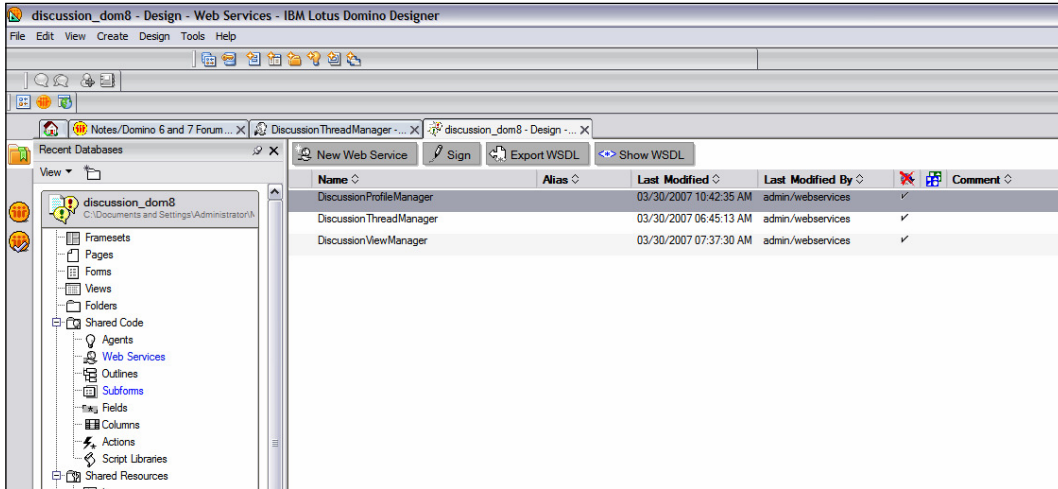 discussion_dom8 - Design - Web Services - IBM Lotus Domino Designer
File Edit View Create Design Tools Help
Notes/Domino 6 and 7 Forum... DiscussionThreadManager -... discussion_dom8 - Design -...
Recent Databases
View
New Web Service Sign Export WSDL Show WSDL
Name Alias Last Modified Last Modified By Comment
DiscussionProfileManager 03/30/2007 10:42:35 AM admin/webservices
DiscussionThreadManager 03/30/2007 06:45:13 AM admin/webservices
DiscussionViewManager 03/30/2007 07:37:30 AM admin/webservices
discussion_dom8
C:\Documents and Settings\Administrator\
Framesets
Pages
Forms
Views
Folders
Shared Code
Agents
Web Services
Outlines
Subforms
Fields
Columns
Actions
Script Libraries
Shared Resources